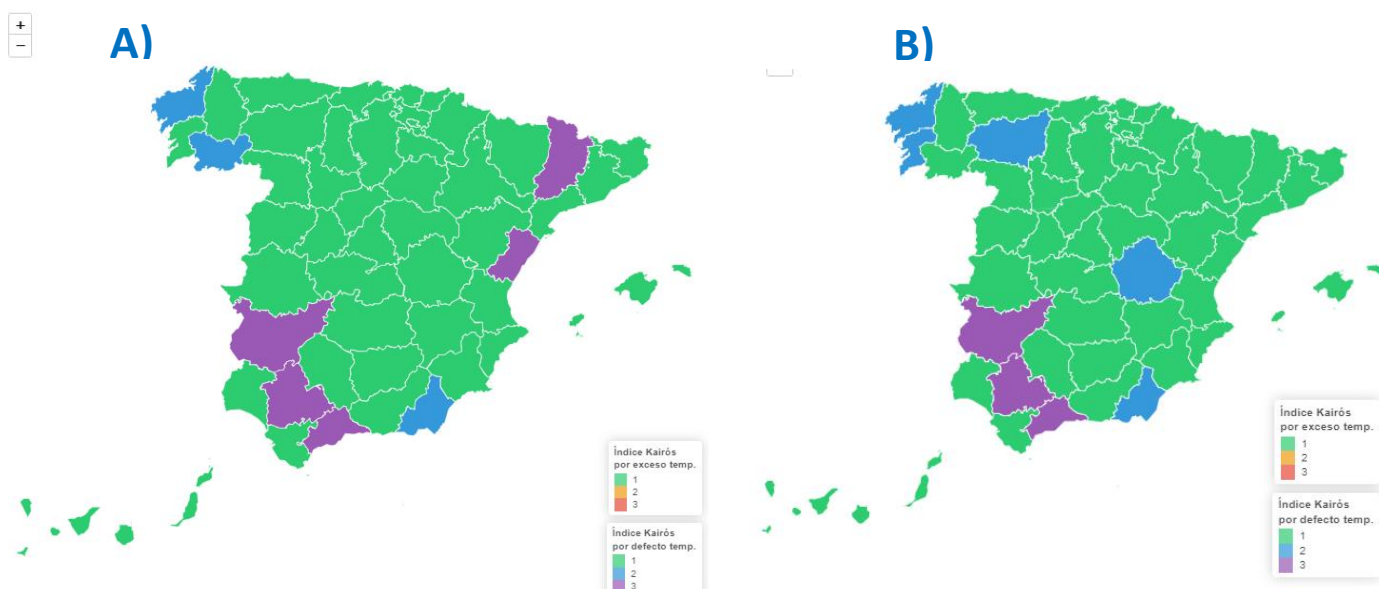 +
−
A)
B)
Índice Kairós
por exceso temp.
1
2
3
Índice Kairós
por defecto temp.
1
2
3
Índice Kairós
por exceso temp.
1
2
3
Índice Kairós
por defecto temp.
1
2
3